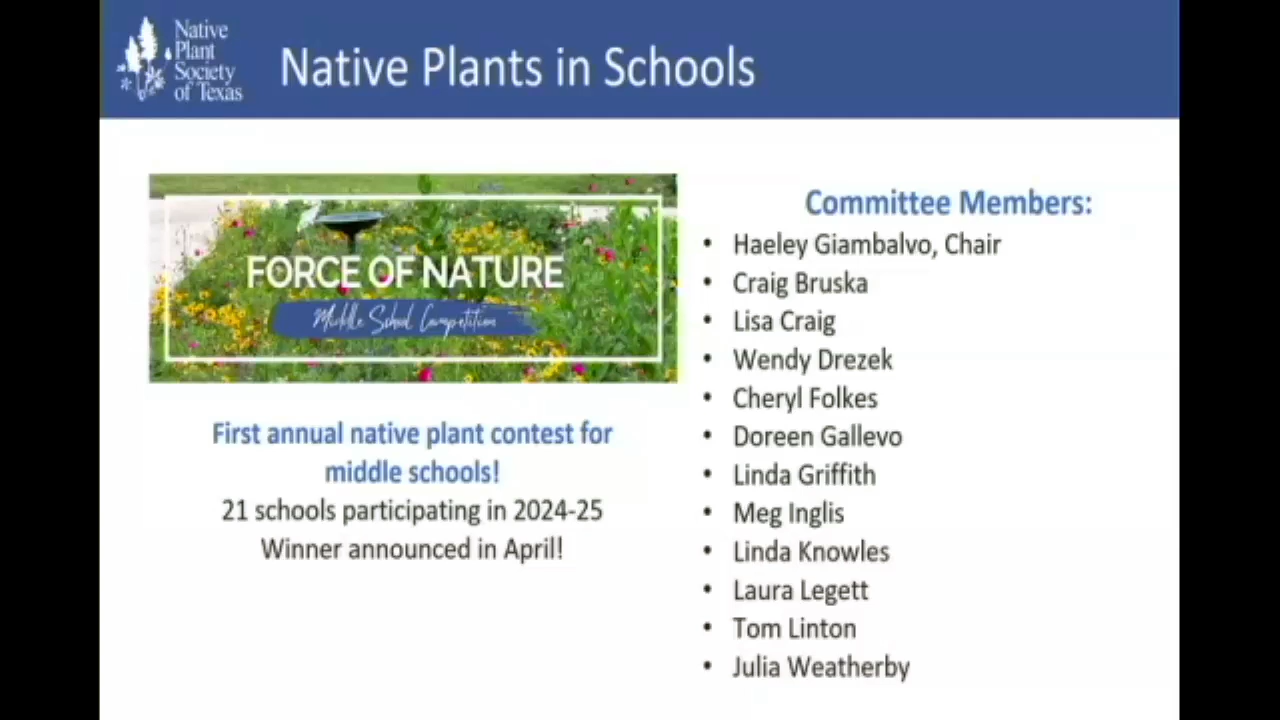 Native
Plant
Society
of Texas
Native Plants in Schools
FORCE OF NATURE
Middle School Competition
First annual native plant contest for
middle schools!
21 schools participating in 2024-25
Winner announced in April!
Committee Members:
• Haeley Giambalvo, Chair
• Craig Bruska
• Lisa Craig
• Wendy Drezek
• Cheryl Folkes
• Doreen Gallevo
• Linda Griffith
• Meg Inglis
• Linda Knowles
• Laura Legett
• Tom Linton
• Julia Weatherby